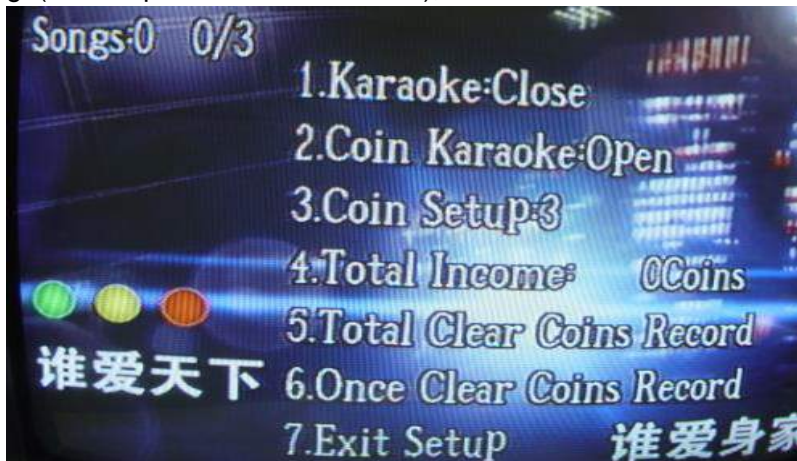 Songs:0 0/3
1.Karaoke:Close
2.Coin Karaoke:Open
3.Coin Setup:3
4.Total Income: 0Coins
5.Total Clear Coins Record
谁爱天下
6.Once Clear Coins Record
7.Exit Setup
谁爱身家